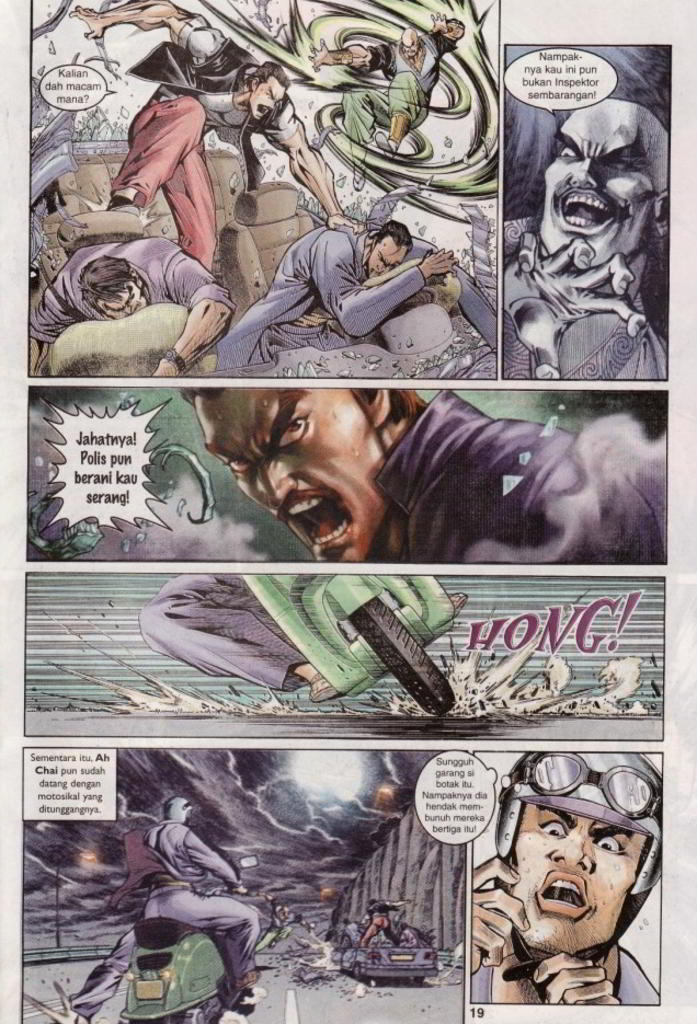 Kalian
dah macam
mana?
Nampak-
nya kau ini pun
bukan Inspektor
sembarangan!
Jahatnya!
Polis pun
berani kau
serang!
HONG!
Sementara itu, Ah
Chai pun sudah
datang dengan
motosikal yang
ditunggangnya.
Sungguh
garang si
botak itu.
Nampaknya dia
hendak mem-
bunuh mereka
bertiga itu!
19